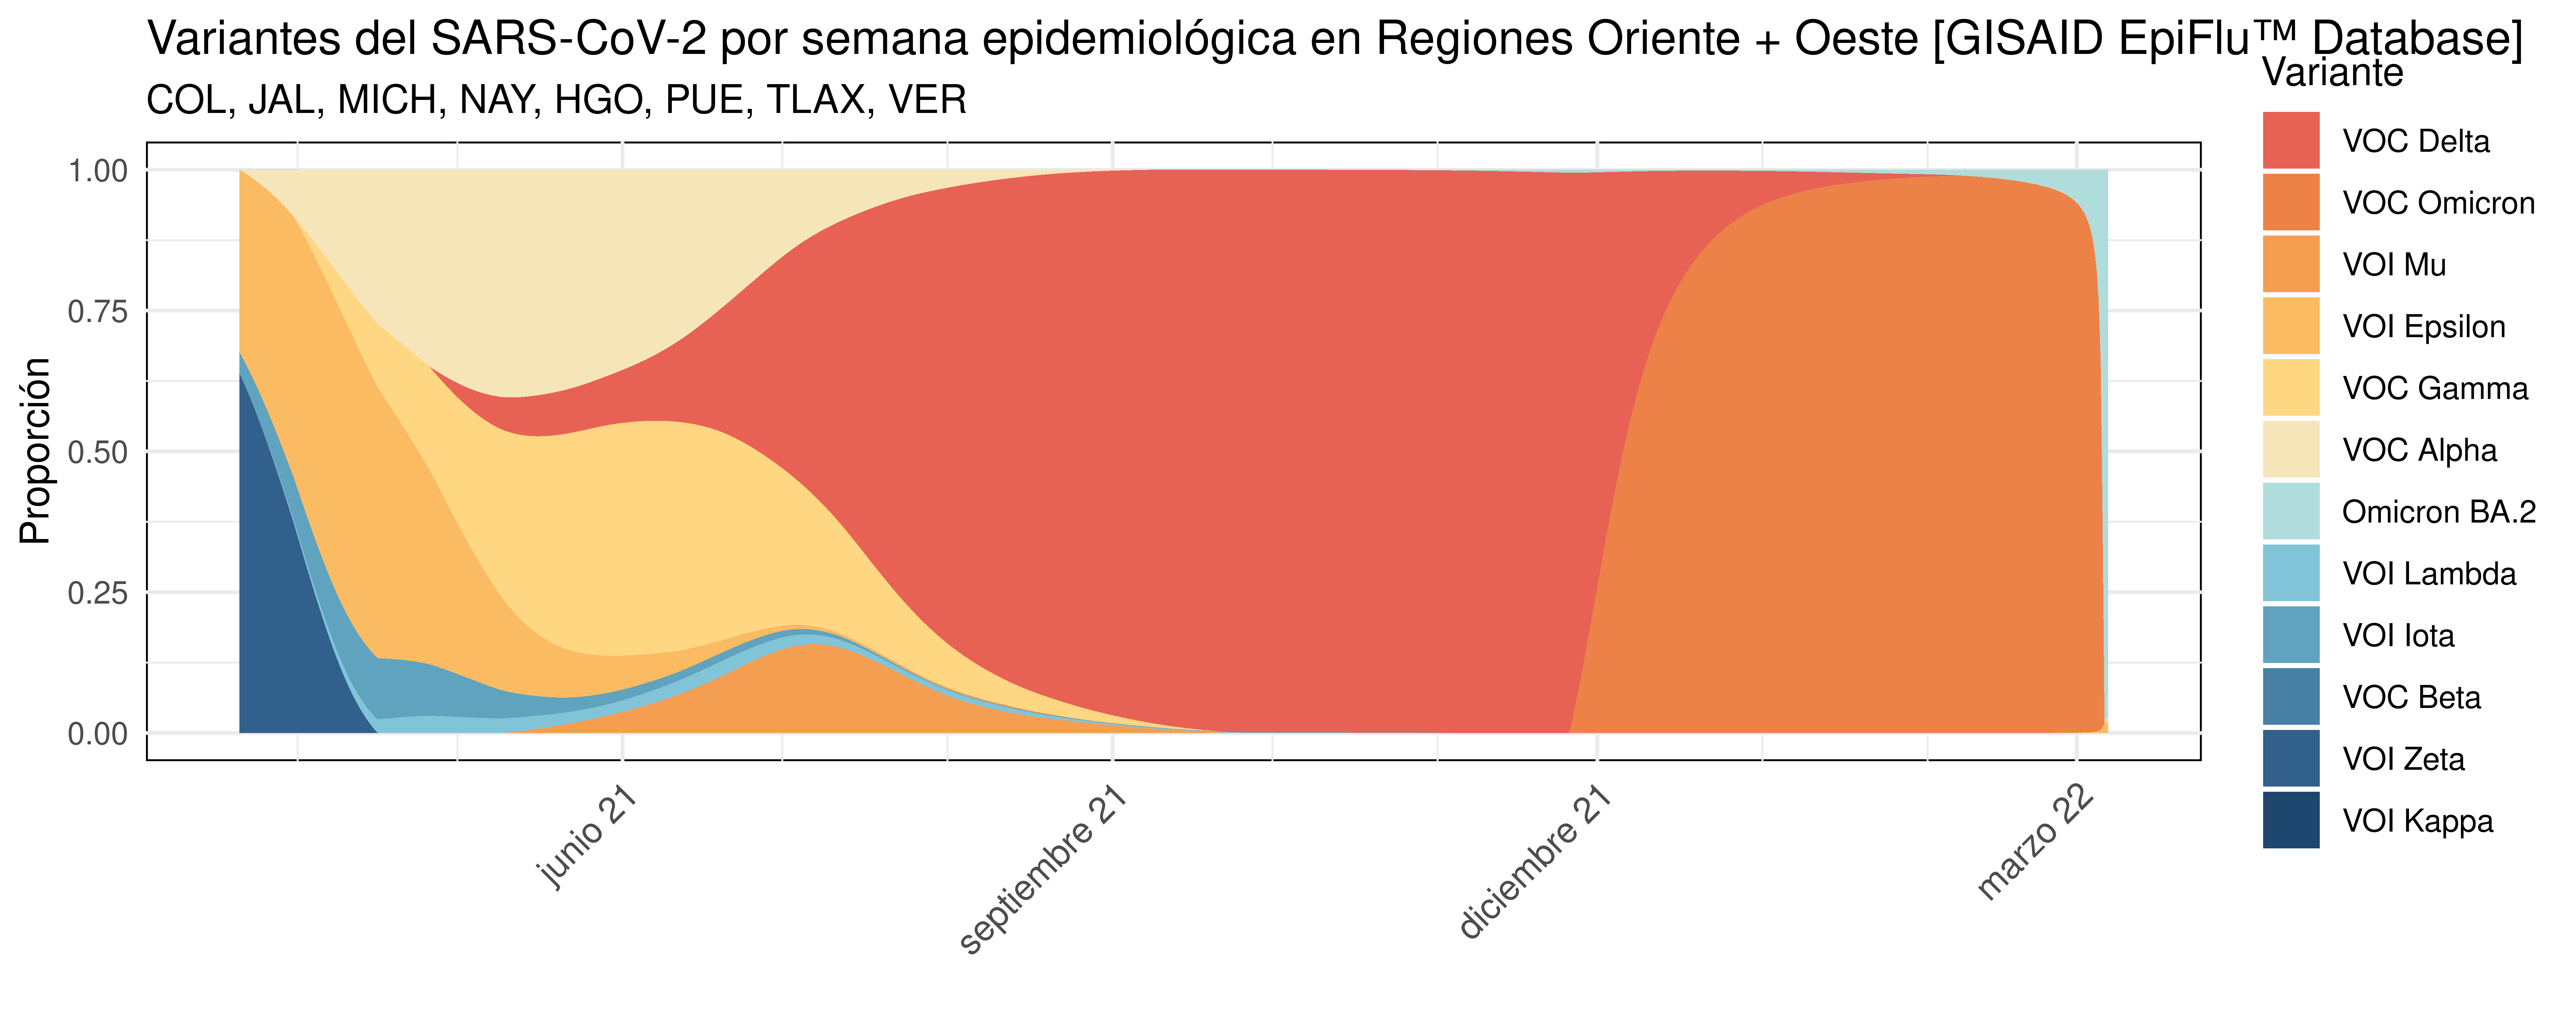 Variantes del SARS-CoV-2 por semana epidemiológica en Regiones Oriente + Oeste [GISAID EpiFlu™ Database]
COL, JAL, MICH, NAY, HGO, PUE, TLAX, VER
Proporción
1.00
0.75
0.50
0.25
0.00
junio 21
septiembre 21
diciembre 21
marzo 22
Variante
VOC Delta
VOC Omicron
VOI Mu
VOI Epsilon
VOC Gamma
VOC Alpha
Omicron BA.2
VOI Lambda
VOI Iota
VOC Beta
VOI Zeta
VOI Kappa